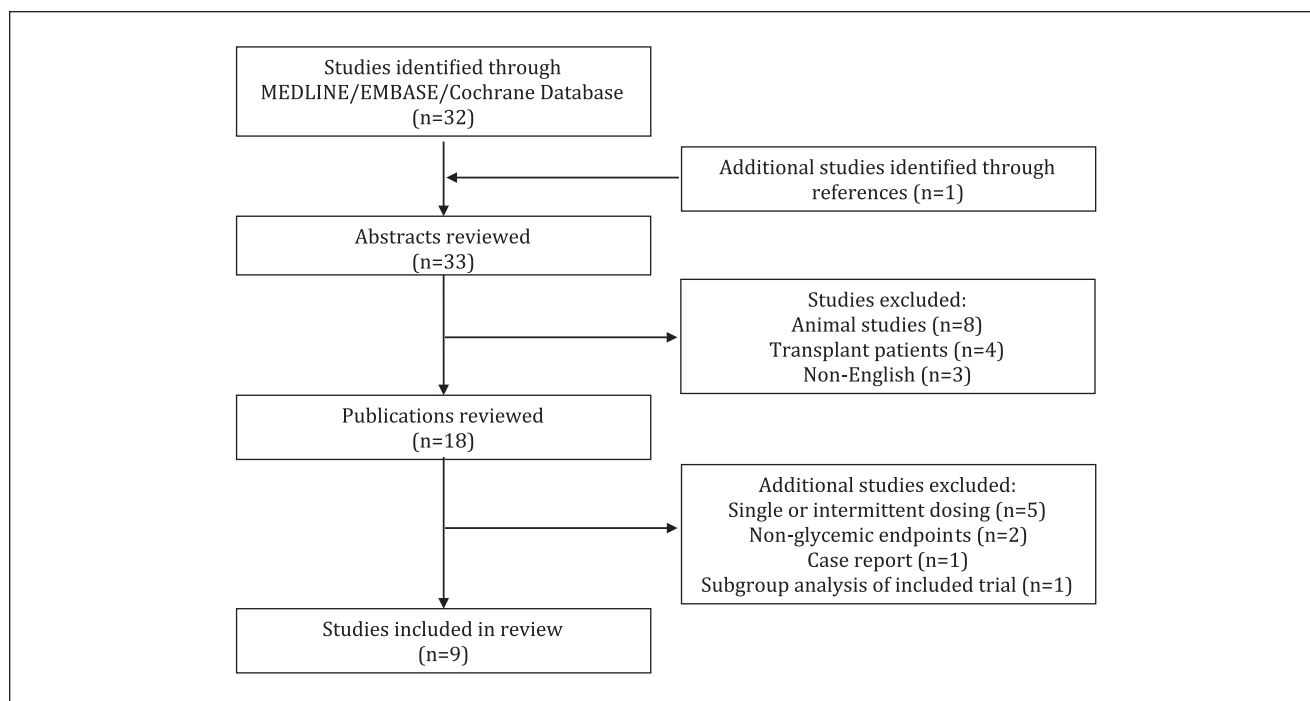 Studies identified through
MEDLINE/EMBASE/Cochrane Database
(n=32)
Additional studies identified through
references (n=1)
Abstracts reviewed
(n=33)
Studies excluded:
Animal studies (n=8)
Transplant patients (n=4)
Non-English (n=3)
Publications reviewed
(n=18)
Additional studies excluded:
Single or intermittent dosing (n=5)
Non-glycemic endpoints (n=2)
Case report (n=1)
Subgroup analysis of included trial (n=1)
Studies included in review
(n=9)